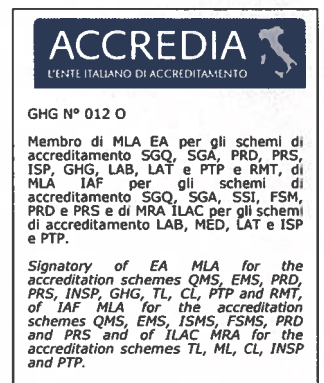 ACCREDIA
L'ENTE ITALIANO DI ACCREDITAMENTO
GHG N° 012 O
Membro di MLA EA per gli schemi di
accreditamento SGQ, SGA, PRD, PRS,
ISP, GHG, LAB, LAT e PTP e RMT, di
MLA IAF per gli schemi di
accreditamento SGQ, SGA, SSI, FSM,
PRD e PRS e di MRA ILAC per gli schemi
di accreditamento LAB, MED, LAT e ISP
e PTP.
Signatory of EA MLA for the
accreditation schemes QMS, EMS, PRD,
PRS, INSP, GHG, TL, CL, PTP and RMT,
of IAF MLA for the accreditation
schemes QMS, EMS, ISMS, FSMS, PRD
and PRS and of ILAC MRA for the
accreditation schemes TL, ML, CL, INSP
and PTP.